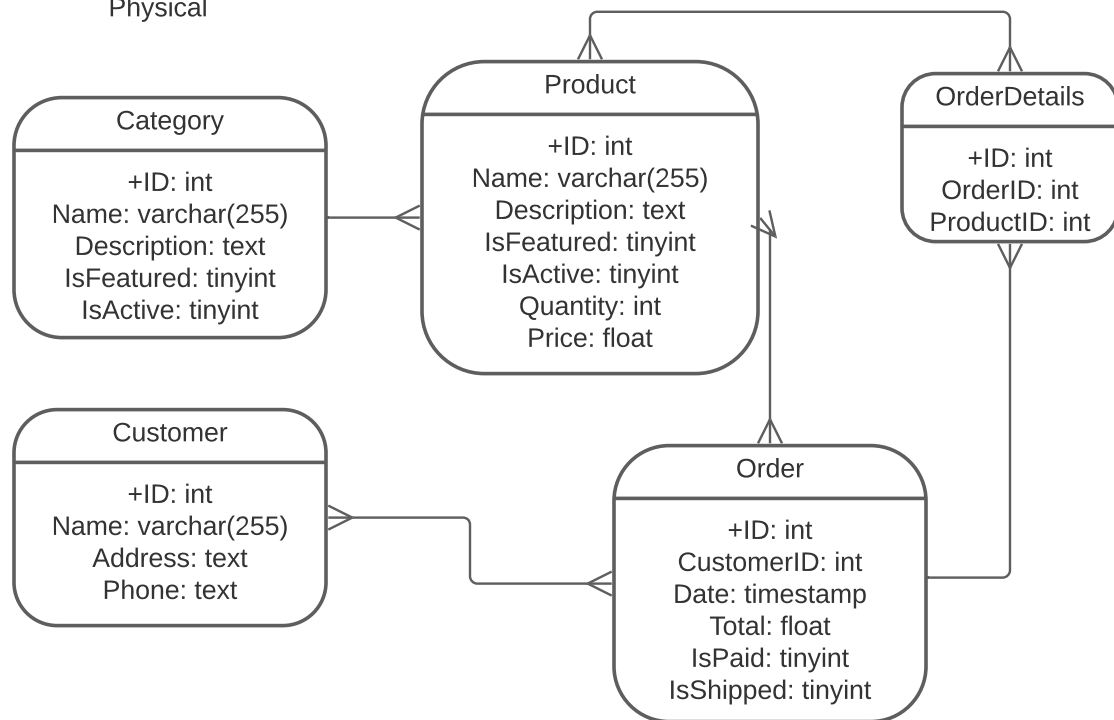 Physical
Category
+ID: int
Name: varchar(255)
Description: text
IsFeatured: tinyint
IsActive: tinyint
Product
+ID: int
Name: varchar(255)
Description: text
IsFeatured: tinyint
IsActive: tinyint
Quantity: int
Price: float
OrderDetails
+ID: int
OrderID: int
ProductID: int
Customer
+ID: int
Name: varchar(255)
Address: text
Phone: text
Order
+ID: int
CustomerID: int
Date: timestamp
Total: float
IsPaid: tinyint
IsShipped: tinyint